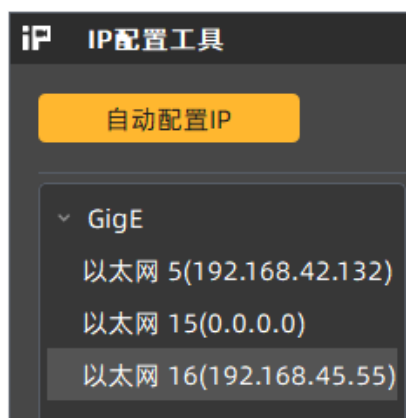 iP IP配置工具
自动配置IP
GigE
以太网 5(192.168.42.132)
以太网 15(0.0.0.0)
以太网 16(192.168.45.55)